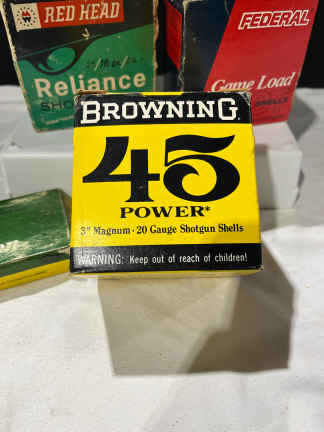 RED HEAD
Reliance
FEDERAL
Game Load
SHELLS
BROWNING
45
POWER*
3" Magnum · 20 Gauge Shotgun Shells
WARNING: Keep out of reach of children!